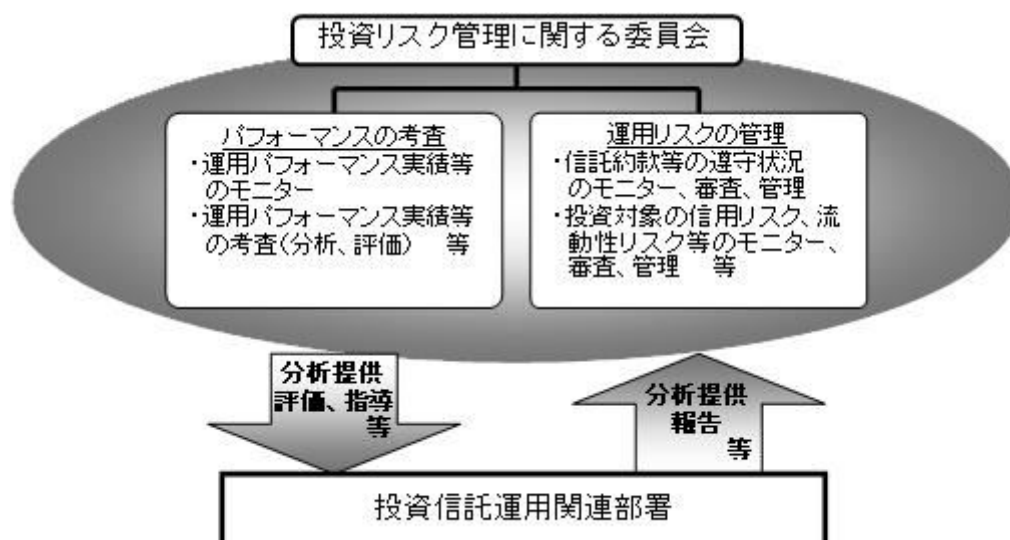 投資リスク管理に関する委員会
パフォーマンスの考査
・運用パフォーマンス実績等
のモニター
・運用パフォーマンス実績等
の考査(分析、評価) 等
運用リスクの管理
・信託約款等の遵守状況
のモニター、審査、管理
・投資対象の信用リスク、流
動性リスク等のモニター、
審査、管理 等
分析提供
評価、指導
等
分析提供
報告
等
投資信託運用関連部署